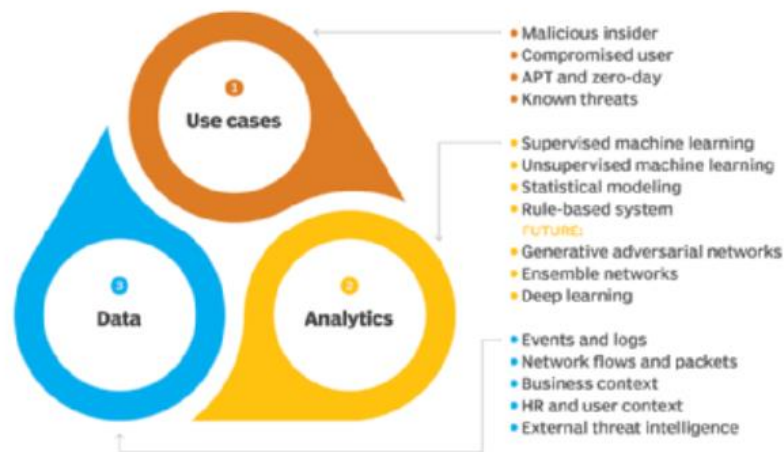 1
Use cases
3
Data
2
Analytics
Malicious insider
Compromised user
APT and zero-day
Known threats
Supervised machine learning
Unsupervised machine learning
Statistical modeling
Rule-based system
FUTURE:
Generative adversarial networks
Ensemble networks
Deep learning
Events and logs
Network flows and packets
Business context
HR and user context
External threat intelligence